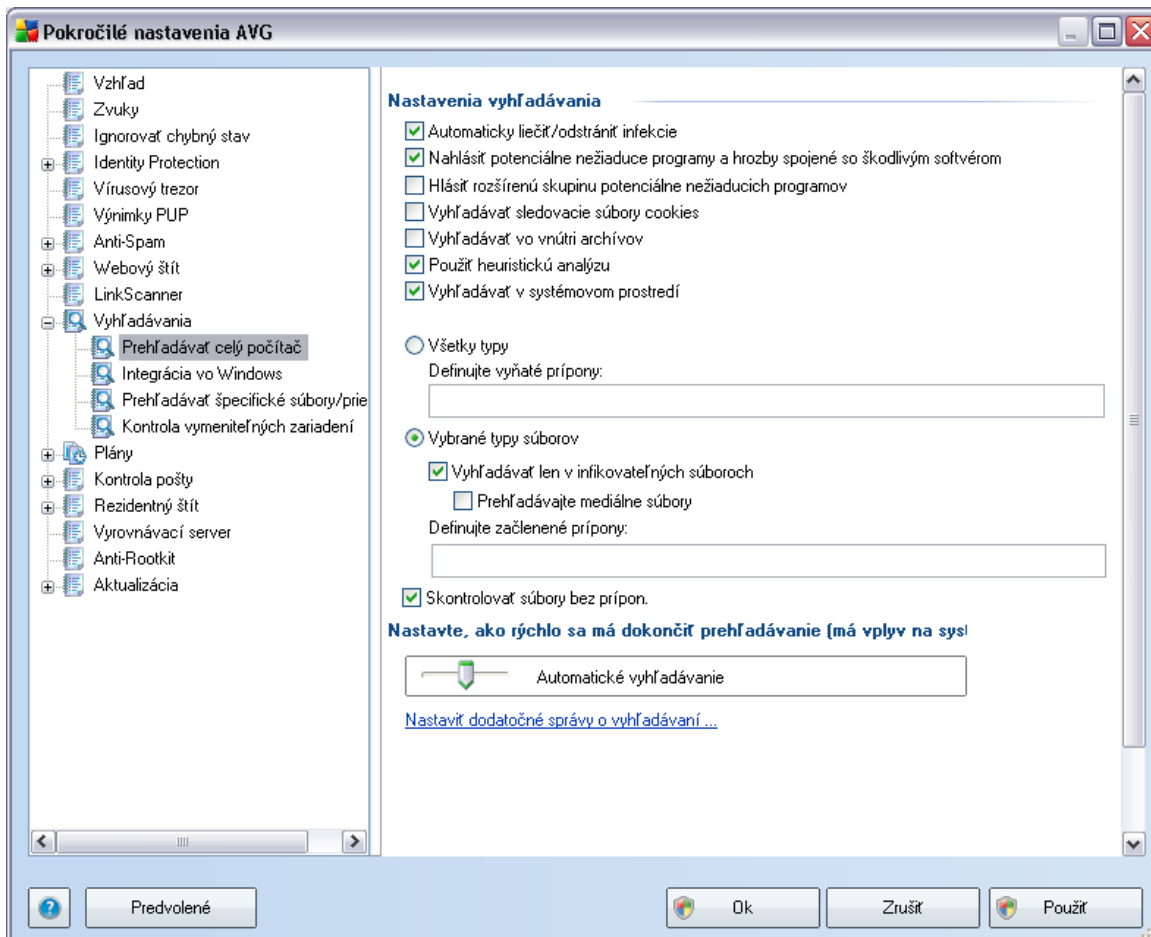 Pokročilé nastavenia AVG
Vzhľad
Zvuky
Ignorovať chybný stav
Identity Protection
Vírusový trezor
Výnimky PUP
Anti-Spam
Webový štít
LinkScanner
Vyhľadávania
Prehľadávať celý počítač
Integrácia vo Windows
Prehľadávať špecifické súbory/prie
Kontrola vymeniteľných zariadení
Plány
Kontrola pošty
Rezidentný štít
Vyrovnávací server
Anti-Rootkit
Aktualizácia
Nastavenia vyhľadávania
Automaticky liečiť/odstrániť infekcie
Nahlásiť potenciálne nežiaduce programy a hrozby spojené so škodlivým softvérom
Hlásiť rozšírenú skupinu potenciálne nežiaducich programov
Vyhľadávať sledovacie súbory cookies
Vyhľadávať vo vnútri archívov
Použiť heuristickú analýzu
Vyhľadávať v systémovom prostredí
Všetky typy
Definujte vyňaté prípony:
Vybrané typy súborov
Vyhľadávať len v infikovateľných súboroch
Prehľadávajte mediálne súbory
Definujte začlenené prípony:
Skontrolovať súbory bez prípon.
Nastavte, ako rýchlo sa má dokončiť prehľadávanie (má vplyv na sys
Automatické vyhľadávanie
Nastaviť dodatočné správy o vyhľadávaní ...
Predvolené
Ok
Zrušiť
Použiť